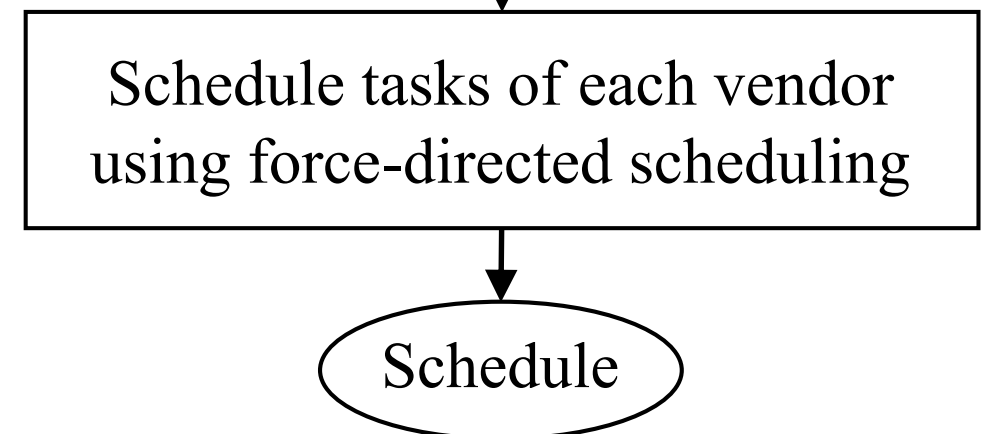 Schedule tasks of each vendor
using force-directed scheduling
Schedule